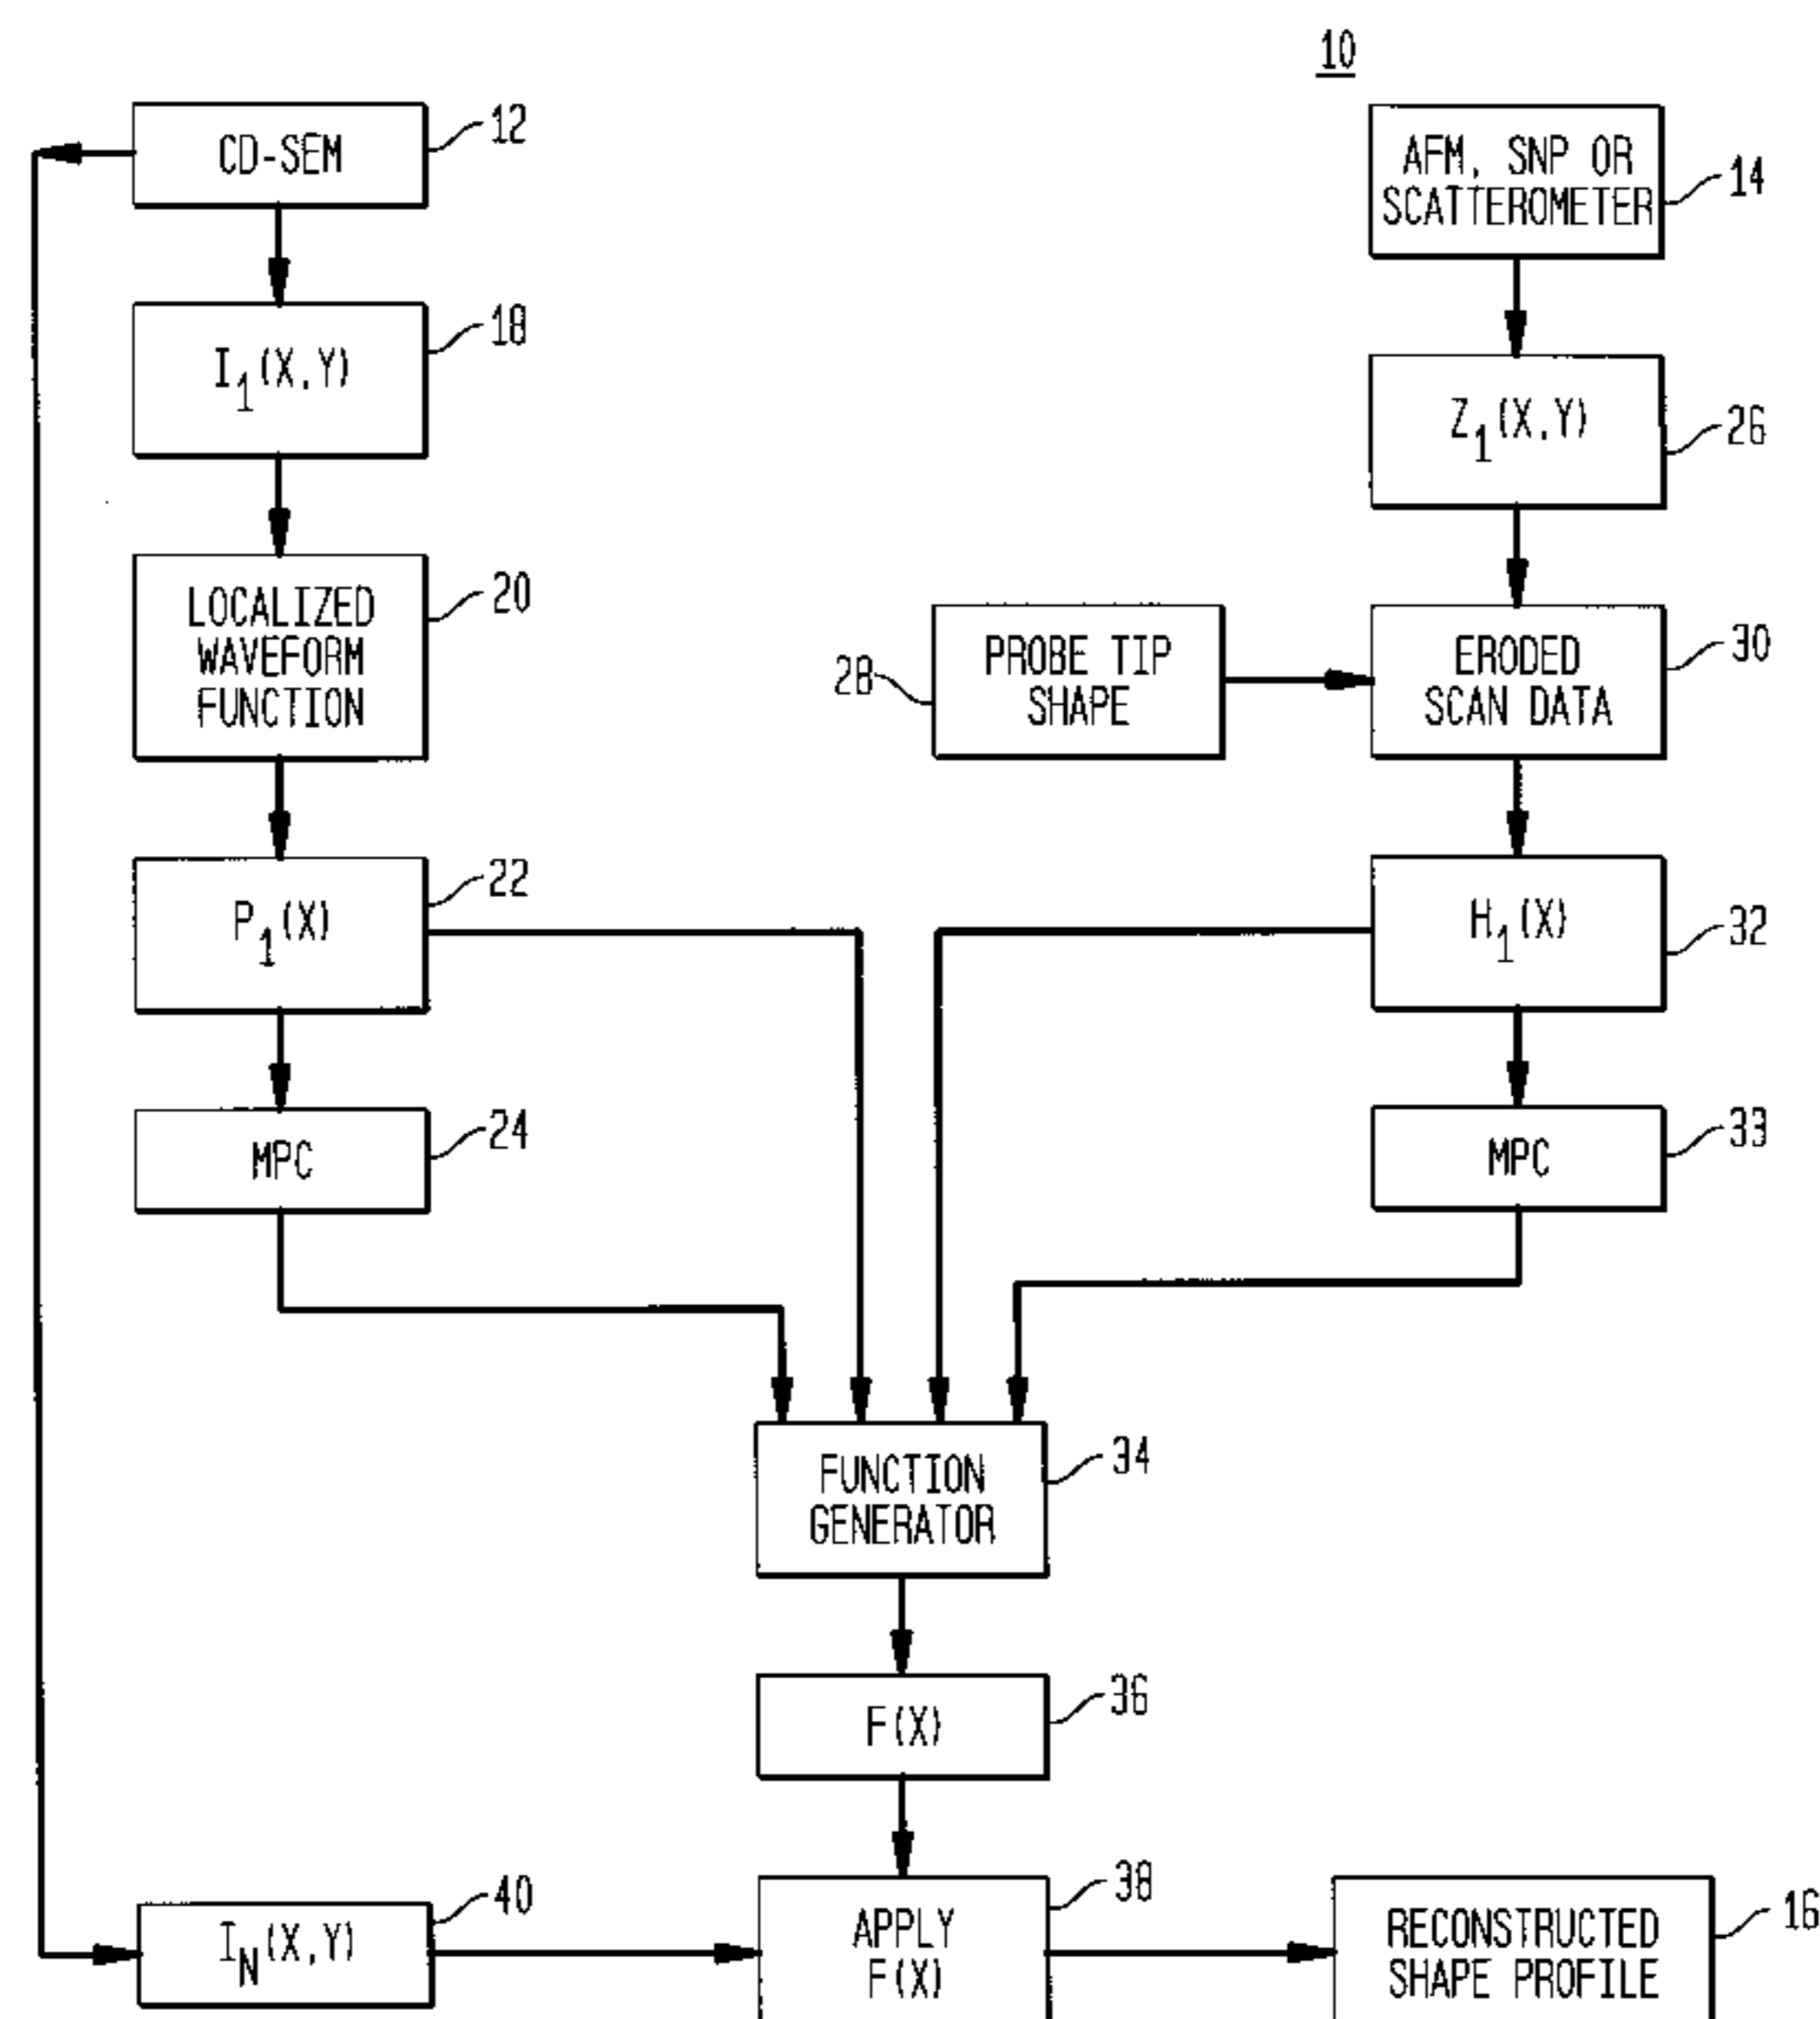 10
CD-SEM
12
AFM, SNP OR
SCATTEROMETER
14
I1(X,Y)
18
Z1(X,Y)
26
LOCALIZED
WAVEFORM
FUNCTION
20
28
PROBE TIP
SHAPE
ERODED
SCAN DATA
30
P1(X)
22
H1(X)
32
MPC
24
MPC
33
FUNCTION
GENERATOR
34
F(X)
36
IN(X,Y)
40
APPLY
F(X)
38
RECONSTRUCTED
SHAPE PROFILE
16